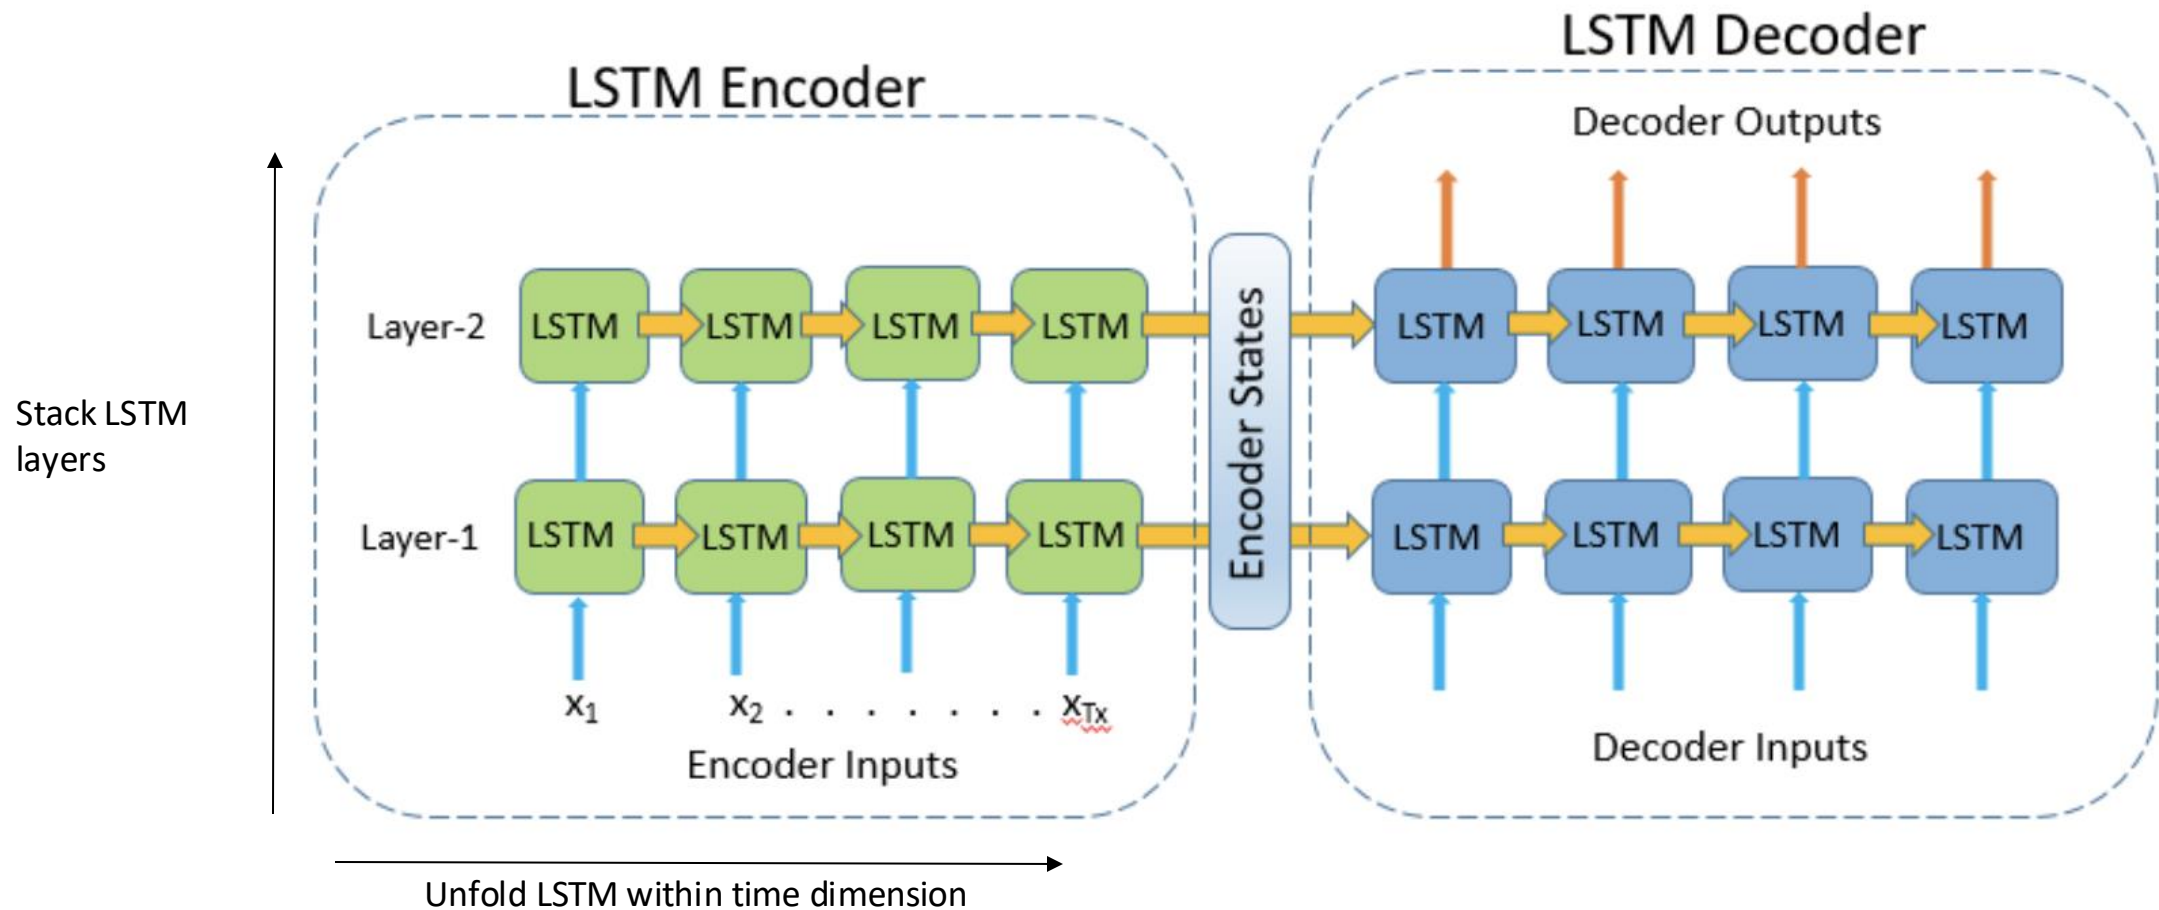 LSTM Encoder
LSTM Decoder
Decoder Outputs
Layer-2
LSTM LSTM LSTM LSTM
LSTM LSTM LSTM LSTM
Encoder States
Stack LSTM
layers
Layer-1
LSTM LSTM LSTM LSTM
LSTM LSTM LSTM LSTM
x1 x2 . . . . . . . xTx
Encoder Inputs
Decoder Inputs
Unfold LSTM within time dimension